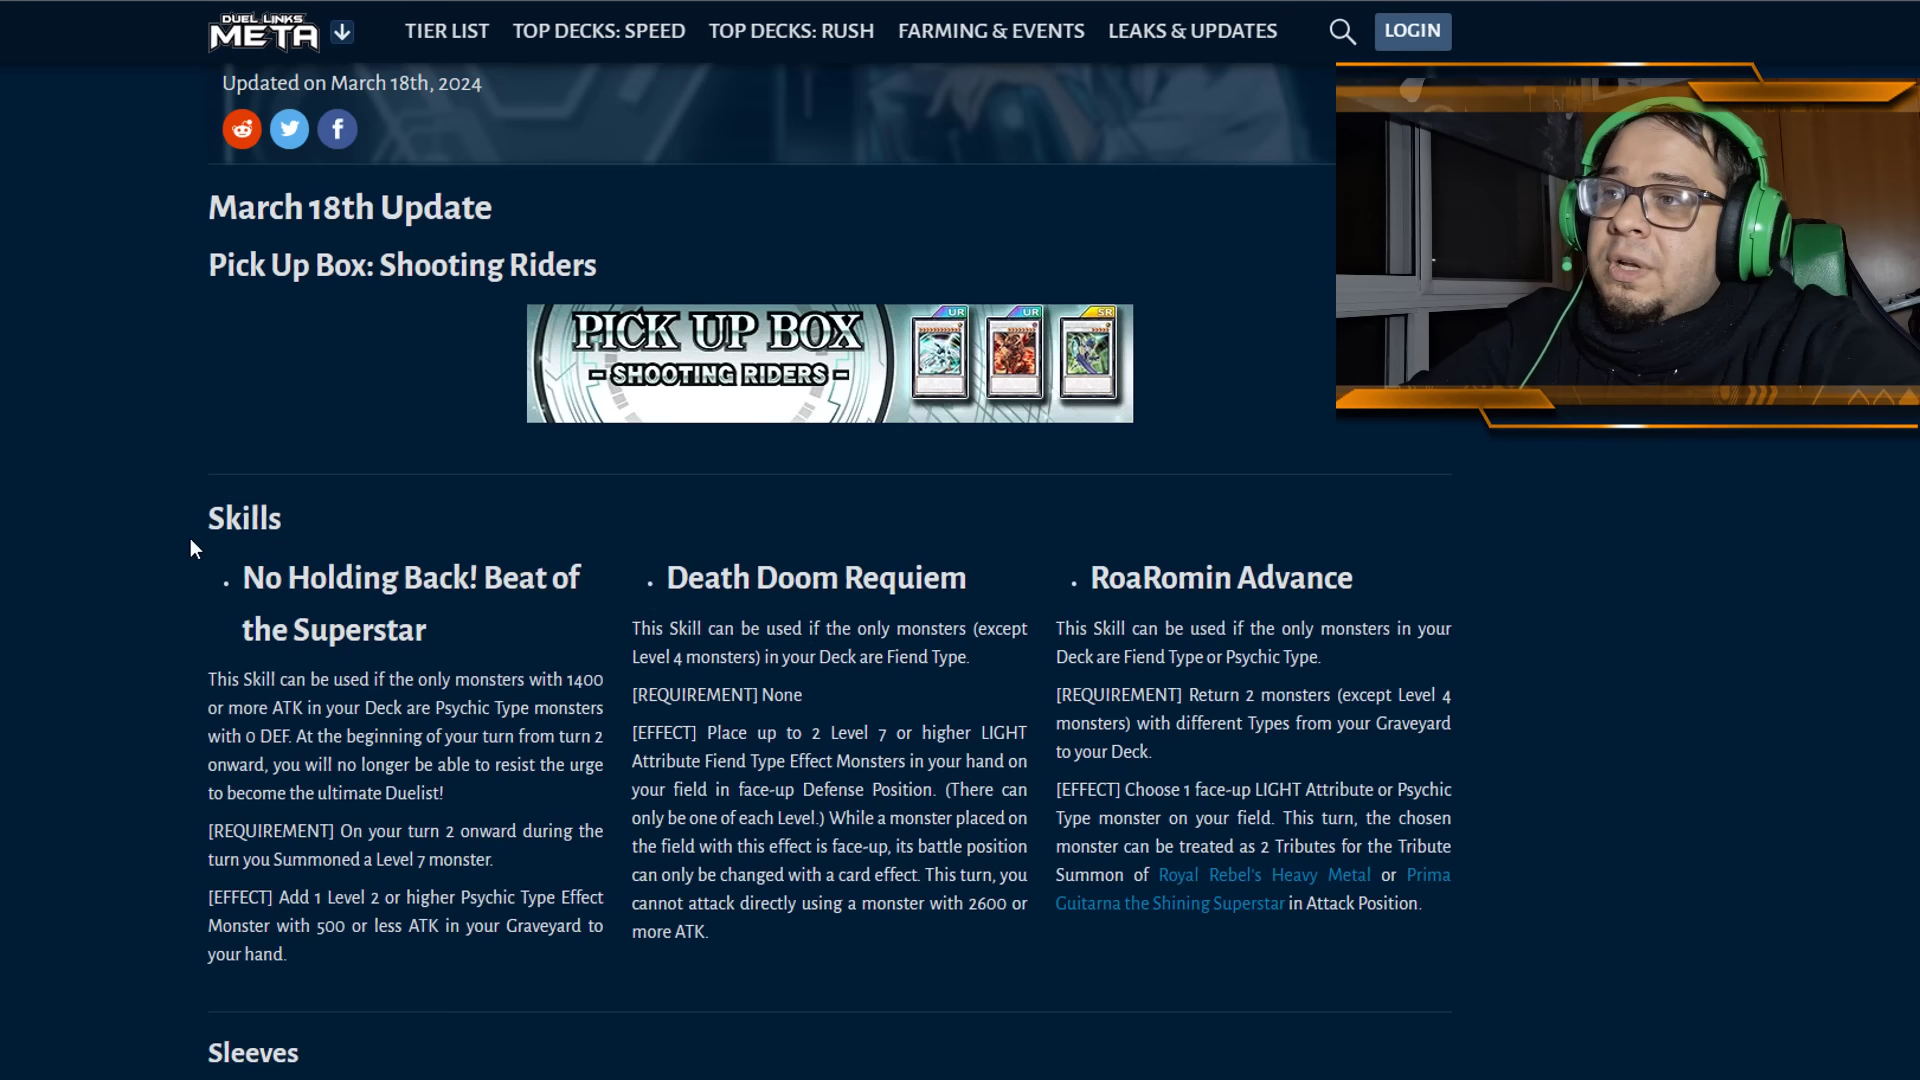 DUEL LINKS
META
TIER LIST
TOP DECKS: SPEED
TOP DECKS: RUSH
FARMING & EVENTS
LEAKS & UPDATES
LOGIN
Updated on March 18th, 2024
March 18th Update
Pick Up Box: Shooting Riders
PICK UP BOX
- SHOOTING RIDERS -
UR
UR
SR
Skills
• No Holding Back! Beat of
the Superstar
This Skill can be used if the only monsters with 1400
or more ATK in your Deck are Psychic Type monsters
with 0 DEF. At the beginning of your turn from turn 2
onward, you will no longer be able to resist the urge
to become the ultimate Duelist!
[REQUIREMENT] On your turn 2 onward during the
turn you Summoned a Level 7 monster.
[EFFECT] Add 1 Level 2 or higher Psychic Type Effect
Monster with 500 or less ATK in your Graveyard to
your hand.
• Death Doom Requiem
This Skill can be used if the only monsters (except
Level 4 monsters) in your Deck are Fiend Type.
[REQUIREMENT] None
[EFFECT] Place up to 2 Level 7 or higher LIGHT
Attribute Fiend Type Effect Monsters in your hand on
your field in face-up Defense Position. (There can
only be one of each Level.) While a monster placed on
the field with this effect is face-up, its battle position
can only be changed with a card effect. This turn, you
cannot attack directly using a monster with 2600 or
more ATK.
• RoaRomin Advance
This Skill can be used if the only monsters in your
Deck are Fiend Type or Psychic Type.
[REQUIREMENT] Return 2 monsters (except Level 4
monsters) with different Types from your Graveyard
to your Deck.
[EFFECT] Choose 1 face-up LIGHT Attribute or Psychic
Type monster on your field. This turn, the chosen
monster can be treated as 2 Tributes for the Tribute
Summon of Royal Rebel's Heavy Metal or Prima
Guitarna the Shining Superstar in Attack Position.
Sleeves